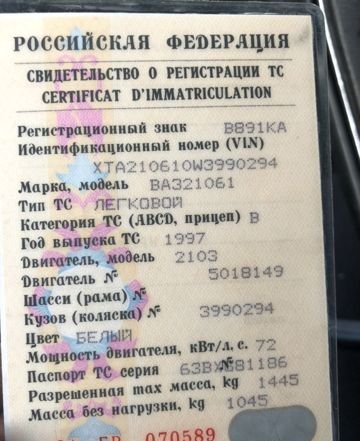 РОССИЙСКАЯ ФЕДЕРАЦИЯ
СВИДЕТЕЛЬСТВО О РЕГИСТРАЦИИ ТС
CERTIFICAT D'IMMATRICULATION
Регистрационный знак В891КА
Идентификационный номер (VIN)
XTA210610W3990294
Марка, модель ВАЗ21061
Тип ТС ЛЕГКОВОЙ
Категория ТС (ABCD, прицеп) B
Год выпуска ТС 1997
Двигатель, модель 2103
Двигатель № 5018149
Шасси (рама) №
Кузов (коляска) № 3990294
Цвет БЕЛЫЙ
Мощность двигателя, кВт/л. с. 72
Паспорт ТС серия № 681186
Разрешенная max масса, kg 1445
Масса без нагрузки, kg 1045
070589